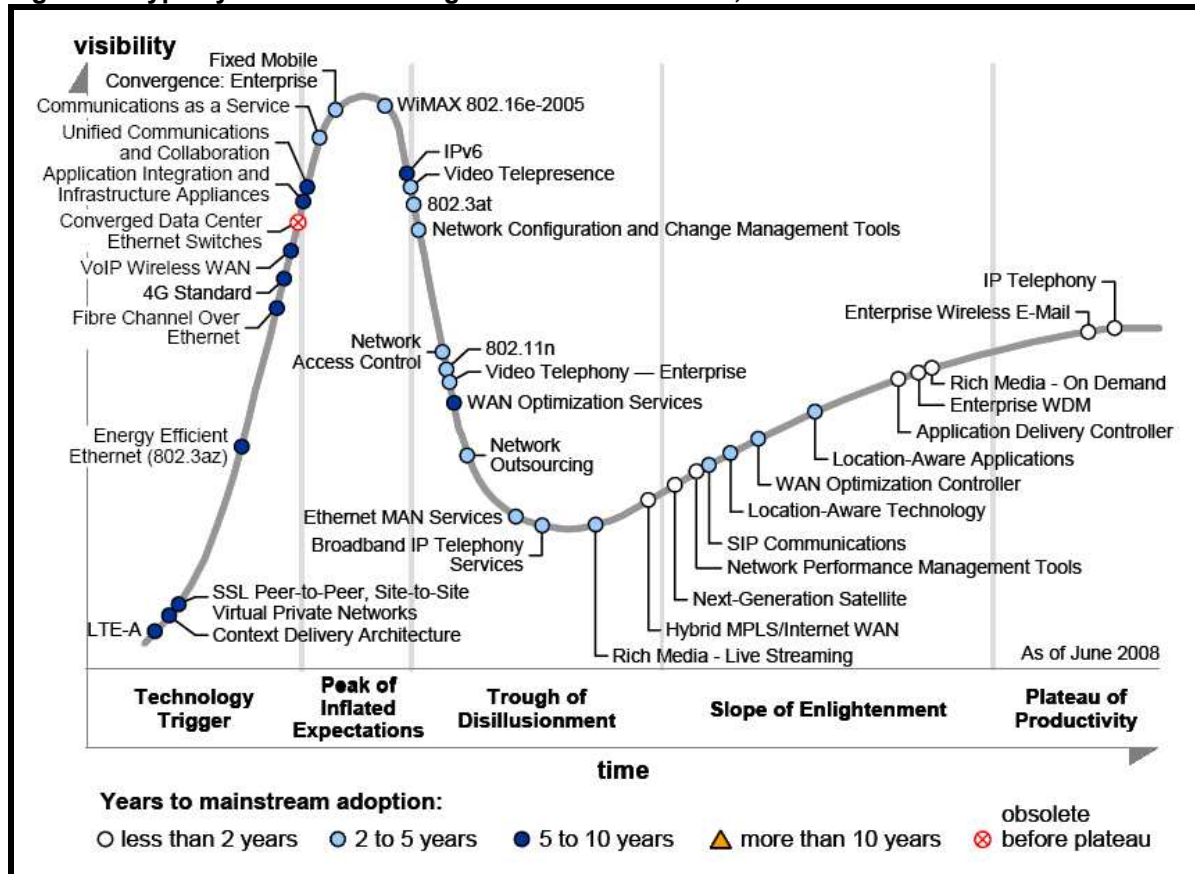 visibility
Fixed Mobile
Convergence: Enterprise
Communications as a Service
Unified Communications
and Collaboration
Application Integration and
Infrastructure Appliances
Converged Data Center
Ethernet Switches
VoIP Wireless WAN
4G Standard
Fibre Channel Over
Ethernet
Energy Efficient
Ethernet (802.3az)
SSL Peer-to-Peer, Site-to-Site
Virtual Private Networks
LTE-A
Context Delivery Architecture
WiMAX 802.16e-2005
IPv6
Video Telepresence
802.3at
Network Configuration and Change Management Tools
Network
Access Control
802.11n
Video Telephony — Enterprise
WAN Optimization Services
Network
Outsourcing
Ethernet MAN Services
Broadband IP Telephony
Services
IP Telephony
Enterprise Wireless E-Mail
Rich Media - On Demand
Enterprise WDM
Application Delivery Controller
Location-Aware Applications
WAN Optimization Controller
Location-Aware Technology
SIP Communications
Network Performance Management Tools
Next-Generation Satellite
Hybrid MPLS/Internet WAN
Rich Media - Live Streaming
As of June 2008
Technology
Trigger
Peak of
Inflated
Expectations
Trough of
Disillusionment
Slope of Enlightenment
Plateau of
Productivity
time
Years to mainstream adoption:
less than 2 years
2 to 5 years
5 to 10 years
more than 10 years
obsolete
before plateau